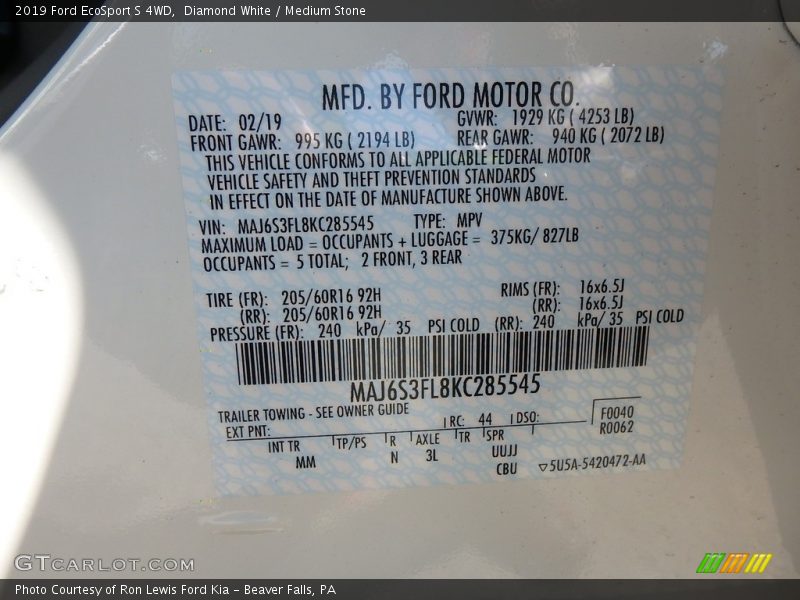 2019 Ford EcoSport S 4WD, Diamond White / Medium Stone
MFD. BY FORD MOTOR CO.
DATE: 02/19 GVWR: 1929 KG ( 4253 LB)
FRONT GAWR: 995 KG ( 2194 LB) REAR GAWR: 940 KG ( 2072 LB)
THIS VEHICLE CONFORMS TO ALL APPLICABLE FEDERAL MOTOR
VEHICLE SAFETY AND THEFT PREVENTION STANDARDS
IN EFFECT ON THE DATE OF MANUFACTURE SHOWN ABOVE.
VIN: MAJ6S3FL8KC285545 TYPE: MPV
MAXIMUM LOAD = OCCUPANTS + LUGGAGE = 375KG/ 827LB
OCCUPANTS = 5 TOTAL; 2 FRONT, 3 REAR
TIRE (FR): 205/60R16 92H RIMS (FR): 16x6.5J
(RR): 205/60R16 92H (RR): 16x6.5J
PRESSURE (FR): 240 kPa/ 35 PSI COLD (RR): 240 kPa/ 35 PSI COLD
MAJ6S3FL8KC285545
TRAILER TOWING - SEE OWNER GUIDE
EXT PNT: RC: 44 DSO: F0040
R0062
INT TR TP/PS R AXLE TR SPR
MM N 3L UUJJ
CBU 5U5A-5420472-AA
GTCARLOT.COM
Photo Courtesy of Ron Lewis Ford Kia - Beaver Falls, PA